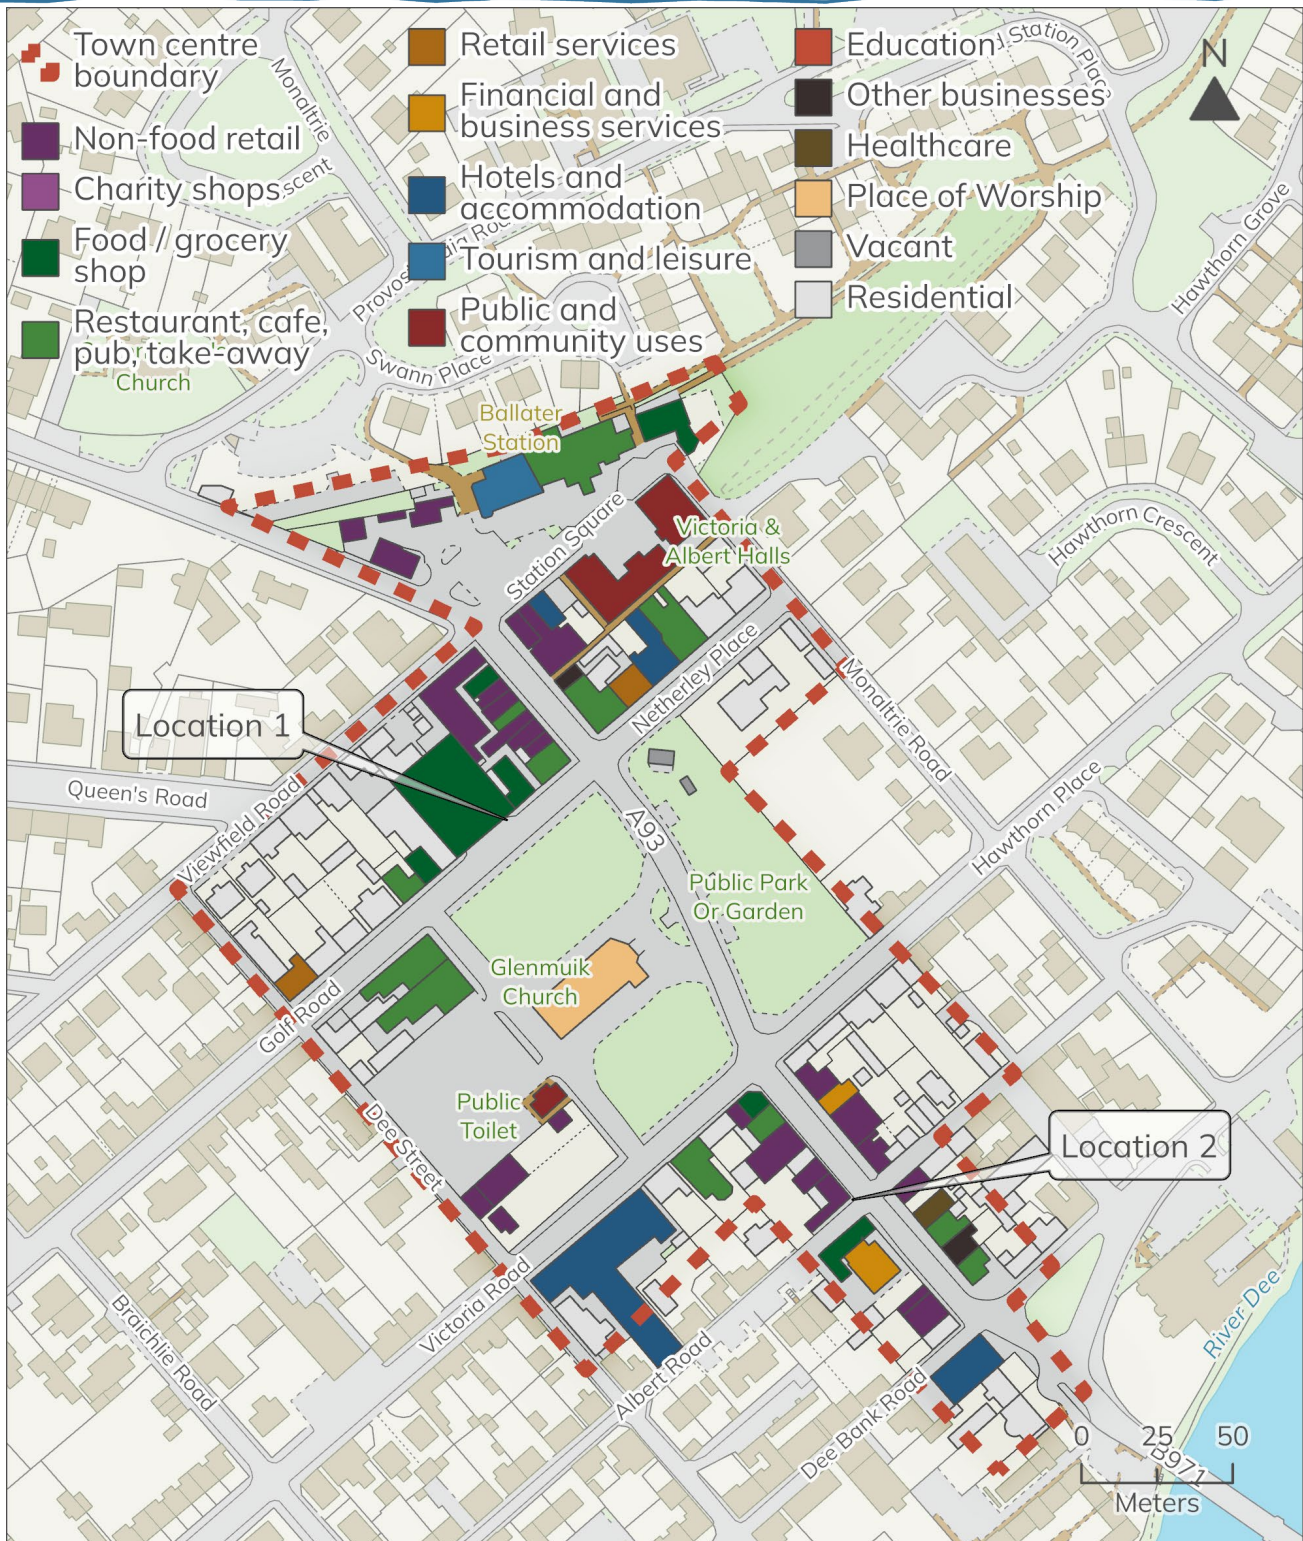 Town centre
boundary
Non-food retail
Charity shops
Food / grocery
shop
Restaurant, cafe,
pub, take-away
Retail services
Financial and
business services
Hotels and
accommodation
Tourism and leisure
Public and
community uses
Education
Other businesses
Healthcare
Place of Worship
Vacant
Residential
N
Monaltrie
scent
Station Place
Hawthorn Grove
Swann Place
Church
Ballater
Station
Station Square
Victoria &
Albert Halls
Hawthorn Crescent
Netherley Place
Monaltrie Road
Location 1
Queen's Road
Viewfield Road
A93
Hawthorn Place
Public Park
Or Garden
Glenmuik
Church
Golf Road
Public
Toilet
Dee Street
Location 2
Victoria Road
Braichlie Road
Albert Road
Dee Bank Road
River Dee
B971
0 25 50
Meters